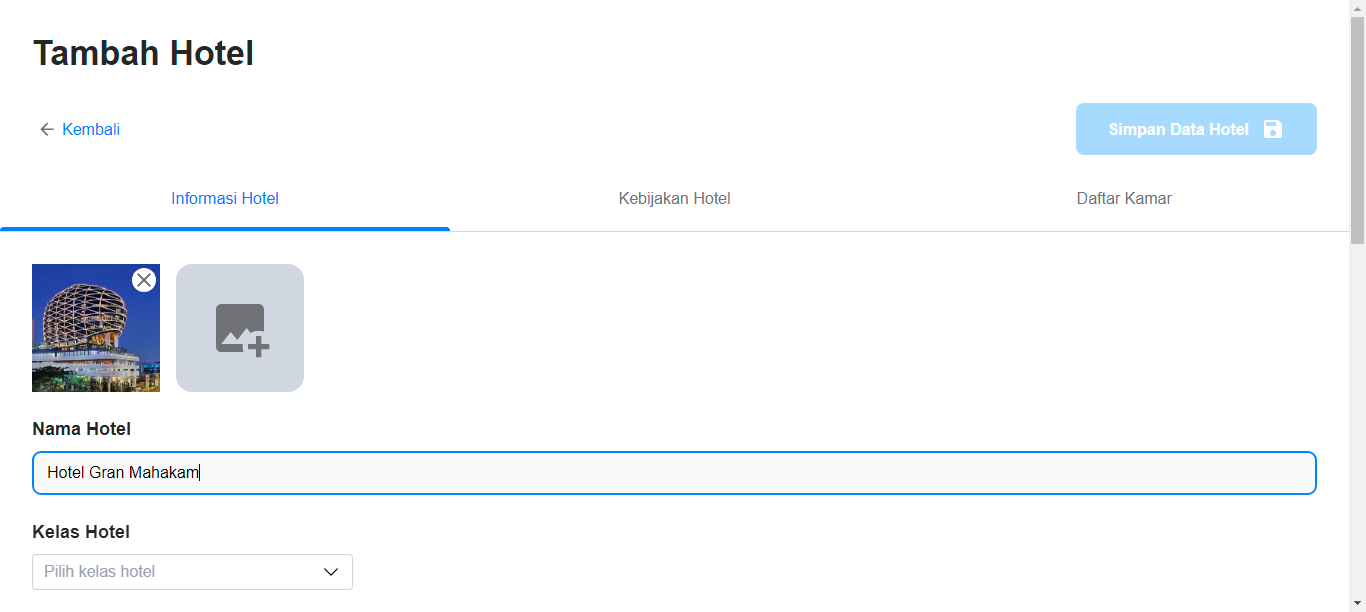 Tambah Hotel
Kembali
Simpan Data Hotel
Informasi Hotel
Kebijakan Hotel
Daftar Kamar
Nama Hotel
Hotel Gran Mahakam
Kelas Hotel
Pilih kelas hotel